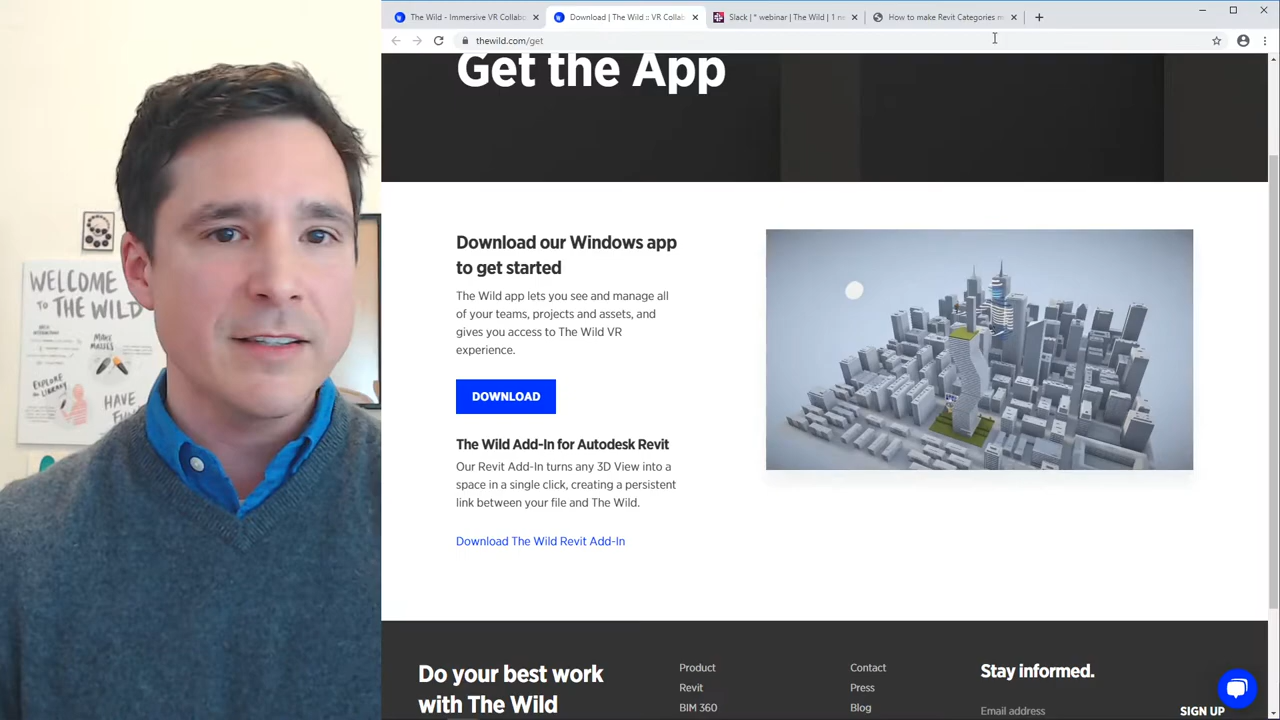 The Wild - Immersive VR Collabo
Download | The Wild :: VR Collab
Slack | * webinar | The Wild | 1 n
How to make Revit Categories m
thewild.com/get
Get the App
Download our Windows app
to get started
The Wild app lets you see and manage all
of your teams, projects and assets, and
gives you access to The Wild VR
experience.
DOWNLOAD
The Wild Add-In for Autodesk Revit
Our Revit Add-In turns any 3D View into a
space in a single click, creating a persistent
link between your file and The Wild.
Download The Wild Revit Add-In
Do your best work
with The Wild
Product
Revit
BIM 360
Contact
Press
Blog
Stay informed.
Email address
SIGN UP
WELCOME
TO THE WILD
MAKE
EXPLORE
LIBRARY
HAVE
FUN